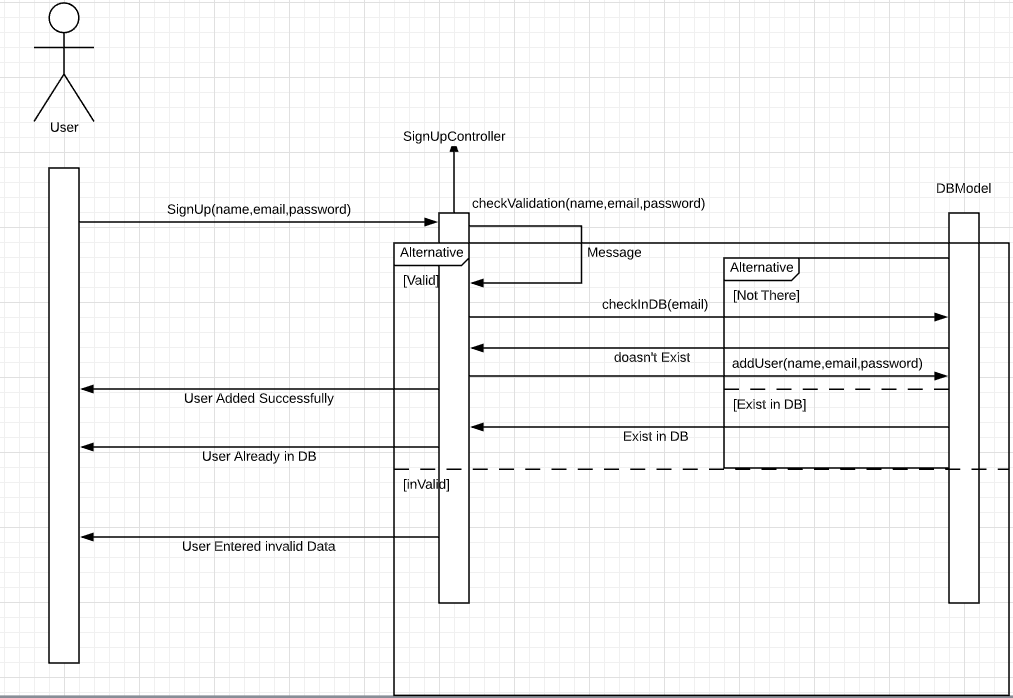 User
SignUpController
DBModel
SignUp(name,email,password)
checkValidation(name,email,password)
Alternative
Message
[Valid]
Alternative
[Not There]
checkInDB(email)
doasn't Exist
addUser(name,email,password)
User Added Successfully
[Exist in DB]
Exist in DB
User Already in DB
[inValid]
User Entered invalid Data